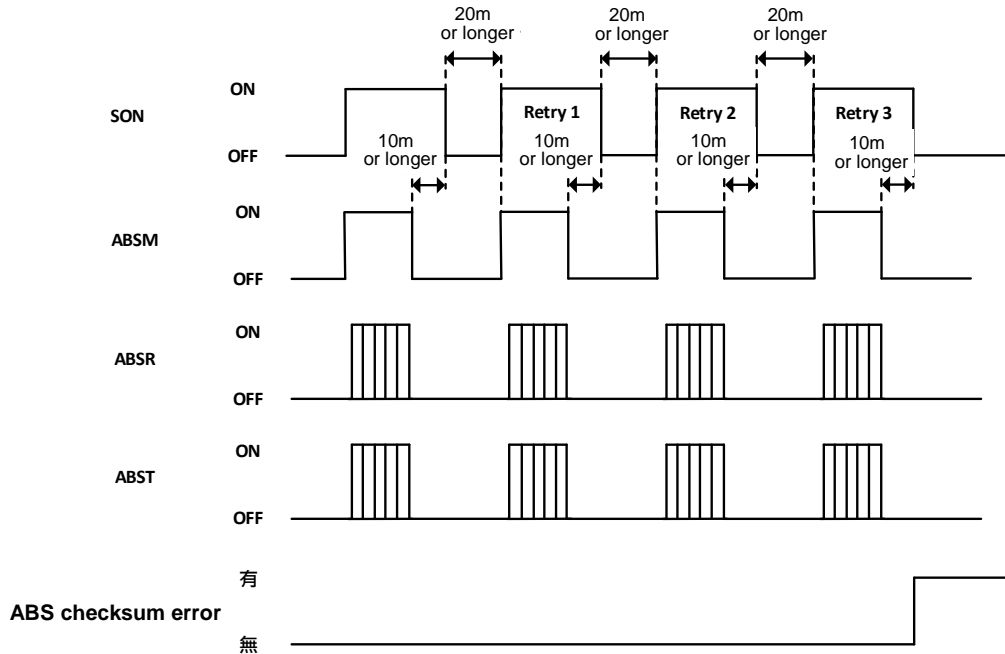 20m
or longer
20m
or longer
20m
or longer
ON
SON
OFF
Retry 1
Retry 2
Retry 3
10m
or longer
10m
or longer
10m
or longer
10m
or longer
ON
ABSM
OFF
ON
ABSR
OFF
ON
ABST
OFF
有
ABS checksum error
無